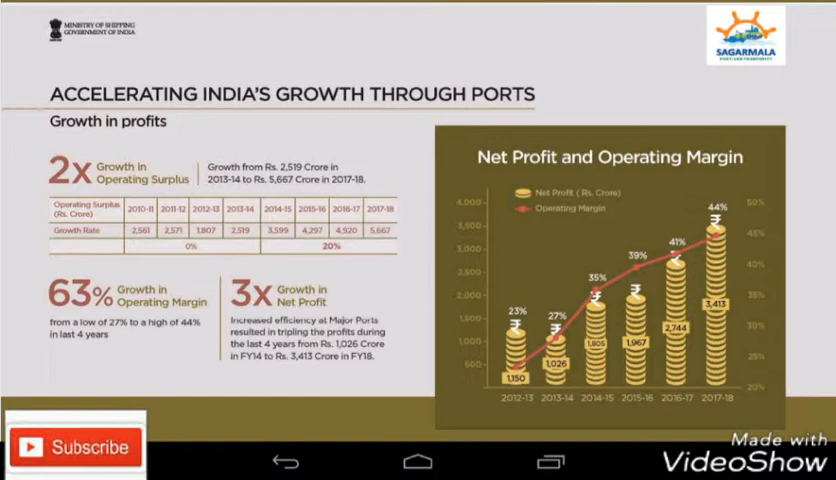 MINISTRY OF SHIPPING
GOVERNMENT OF INDIA
SAGARMALA
PORT-LED PROSPERITY
ACCELERATING INDIA'S GROWTH THROUGH PORTS
Growth in profits
2x Growth in
Operating Surplus
Growth from Rs. 2,519 Crore in
2013-14 to Rs. 5,667 Crore in 2017-18.
Operating Surplus
(Rs. Crore) 2010-11 2011-12 2012-13 2013-14 2014-15 2015-16 2016-17 2017-18
Growth Rate 2,561 2,571 1,807 2,519 3,599 4,297 4,920 5,667
0% 20%
63% Growth in
Operating Margin
from a low of 27% to a high of 44%
in last 4 years
3x Growth in
Net Profit
Increased efficiency at Major Ports
resulted in tripling the profits during
the last 4 years from Rs. 1,026 Crore
in FY14 to Rs. 3,413 Crore in FY18.
Net Profit and Operating Margin
Net Profit ( Rs. Crore)
Operating Margin
4,000
3,500
3,000
2,500
2,000
1,500
1,000
500
50%
45%
40%
35%
30%
25%
20%
23% 27% 35% 39% 41% 44%
₹ ₹ ₹ ₹ ₹ ₹
1,150 1,026 1,805 1,967 2,744 3,413
2012-13 2013-14 2014-15 2015-16 2016-17 2017-18
Subscribe
Made with
VideoShow